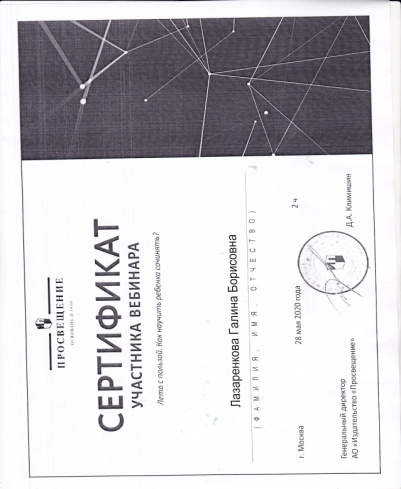 ПРОСВЕЩЕНИЕ
ОСНОВАНО В 1930
СЕРТИФИКАТ
УЧАСТНИКА ВЕБИНАРА
Лето с пользой. Как научить ребенка сочинять?
Лазаренкова Галина Борисовна
(ФАМИЛИЯ, ИМЯ, ОТЧЕСТВО)
г. Москва 28 мая 2020 года 2 ч
Генеральный директор
АО «Издательство «Просвещение» Д.А. Климишин